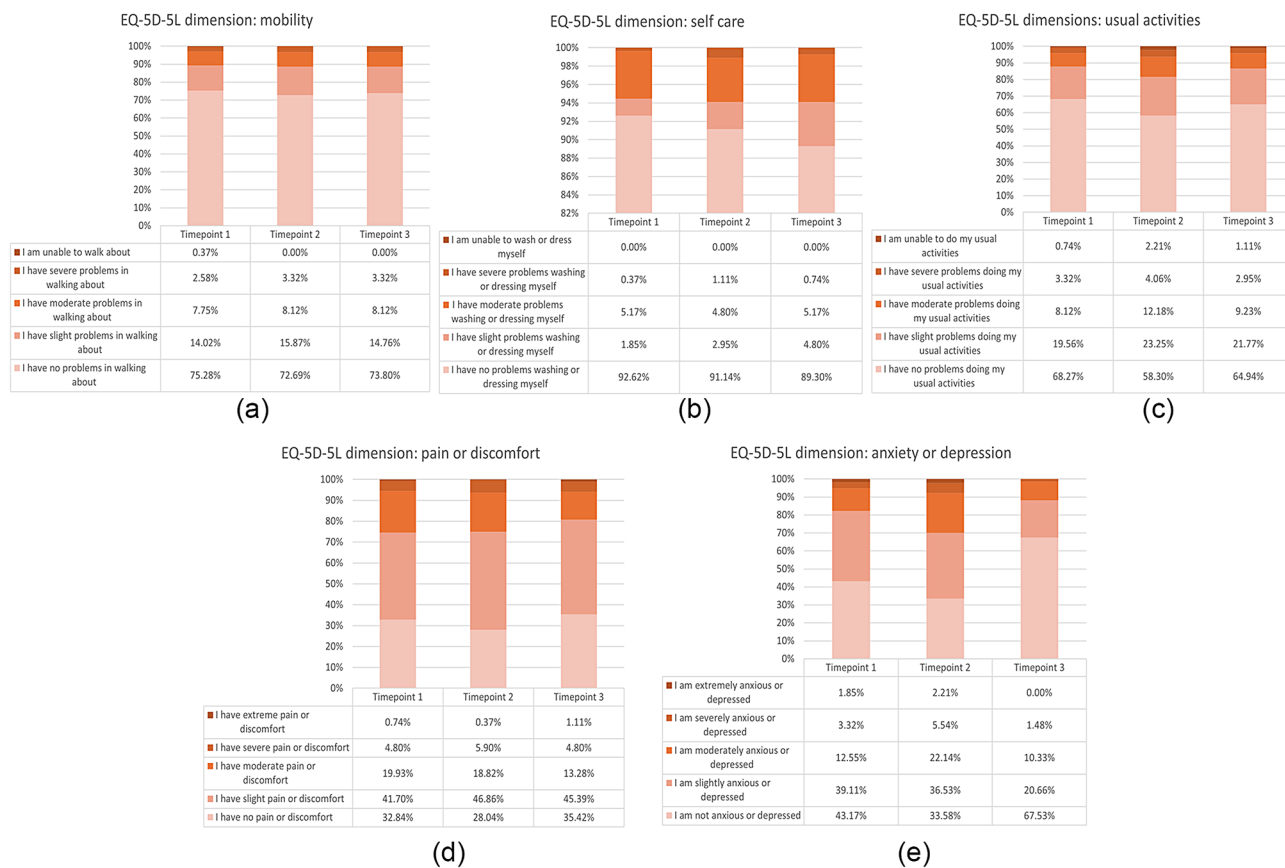 EQ-5D-5L dimension: mobility
100%
90%
80%
70%
60%
50%
40%
30%
20%
10%
0%
Timepoint 1 Timepoint 2 Timepoint 3
I am unable to walk about 0.37% 0.00% 0.00%
I have severe problems in
walking about 2.58% 3.32% 3.32%
I have moderate problems in
walking about 7.75% 8.12% 8.12%
I have slight problems in walking
about 14.02% 15.87% 14.76%
I have no problems in walking
about 75.28% 72.69% 73.80%
(a)
EQ-5D-5L dimension: self care
100%
98%
96%
94%
92%
90%
88%
86%
84%
82%
Timepoint 1 Timepoint 2 Timepoint 3
I am unable to wash or dress
myself 0.00% 0.00% 0.00%
I have severe problems washing
or dressing myself 0.37% 1.11% 0.74%
I have moderate problems
washing or dressing myself 5.17% 4.80% 5.17%
I have slight problems washing
or dressing myself 1.85% 2.95% 4.80%
I have no problems washing or
dressing myself 92.62% 91.14% 89.30%
(b)
EQ-5D-5L dimensions: usual activities
100%
90%
80%
70%
60%
50%
40%
30%
20%
10%
0%
Timepoint 1 Timepoint 2 Timepoint 3
I am unable to do my usual
activities 0.74% 2.21% 1.11%
I have severe problems doing my
usual activities 3.32% 4.06% 2.95%
I have moderate problems doing
my usual activities 8.12% 12.18% 9.23%
I have slight problems doing my
usual activities 19.56% 23.25% 21.77%
I have no problems doing my
usual activities 68.27% 58.30% 64.94%
(c)
EQ-5D-5L dimension: pain or discomfort
100%
90%
80%
70%
60%
50%
40%
30%
20%
10%
0%
Timepoint 1 Timepoint 2 Timepoint 3
I have extreme pain or
discomfort 0.74% 0.37% 1.11%
I have severe pain or discomfort 4.80% 5.90% 4.80%
I have moderate pain or
discomfort 19.93% 18.82% 13.28%
I have slight pain or discomfort 41.70% 46.86% 45.39%
I have no pain or discomfort 32.84% 28.04% 35.42%
(d)
EQ-5D-5L dimension: anxiety or depression
100%
90%
80%
70%
60%
50%
40%
30%
20%
10%
0%
Timepoint 1 Timepoint 2 Timepoint 3
I am extremely anxious or
depressed 1.85% 2.21% 0.00%
I am severely anxious or
depressed 3.32% 5.54% 1.48%
I am moderately anxious or
depressed 12.55% 22.14% 10.33%
I am slightly anxious or
depressed 39.11% 36.53% 20.66%
I am not anxious or depressed 43.17% 33.58% 67.53%
(e)